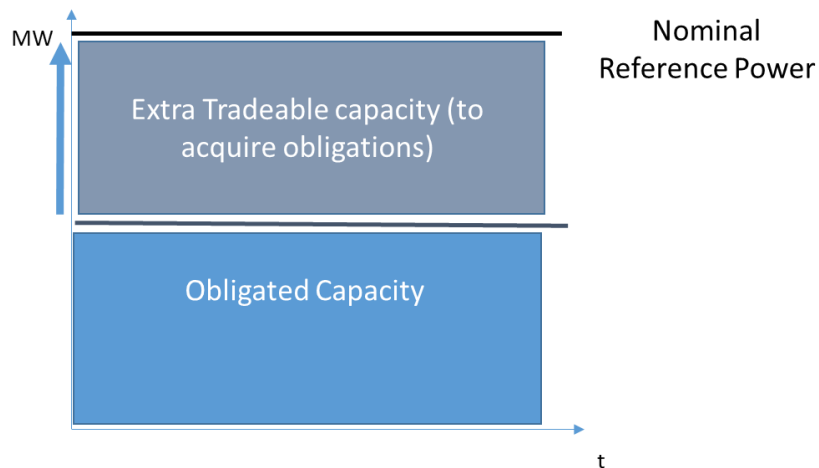 MW
Nominal
Reference Power
Extra Tradeable capacity (to
acquire obligations)
Obligated Capacity
t